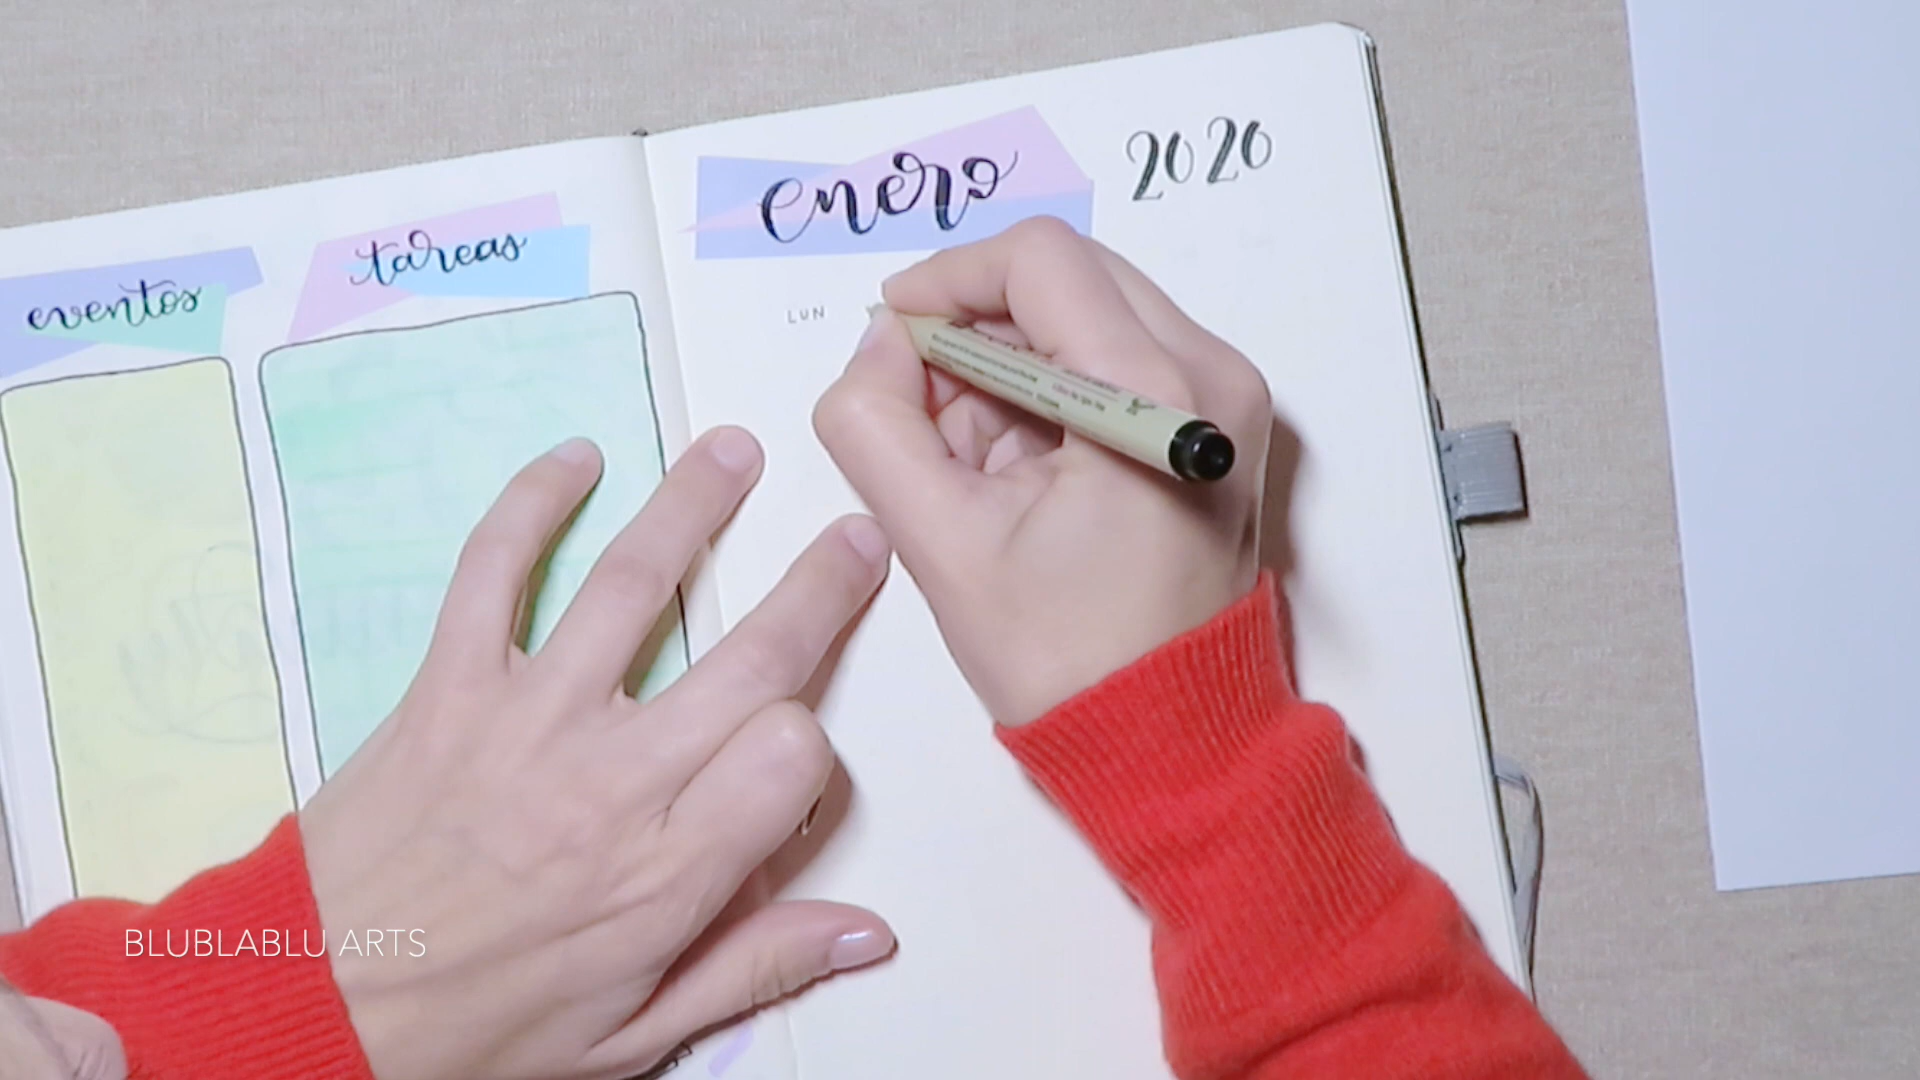 eventos
tareas
enero
2020
LUN
BLUBLABLU ARTS